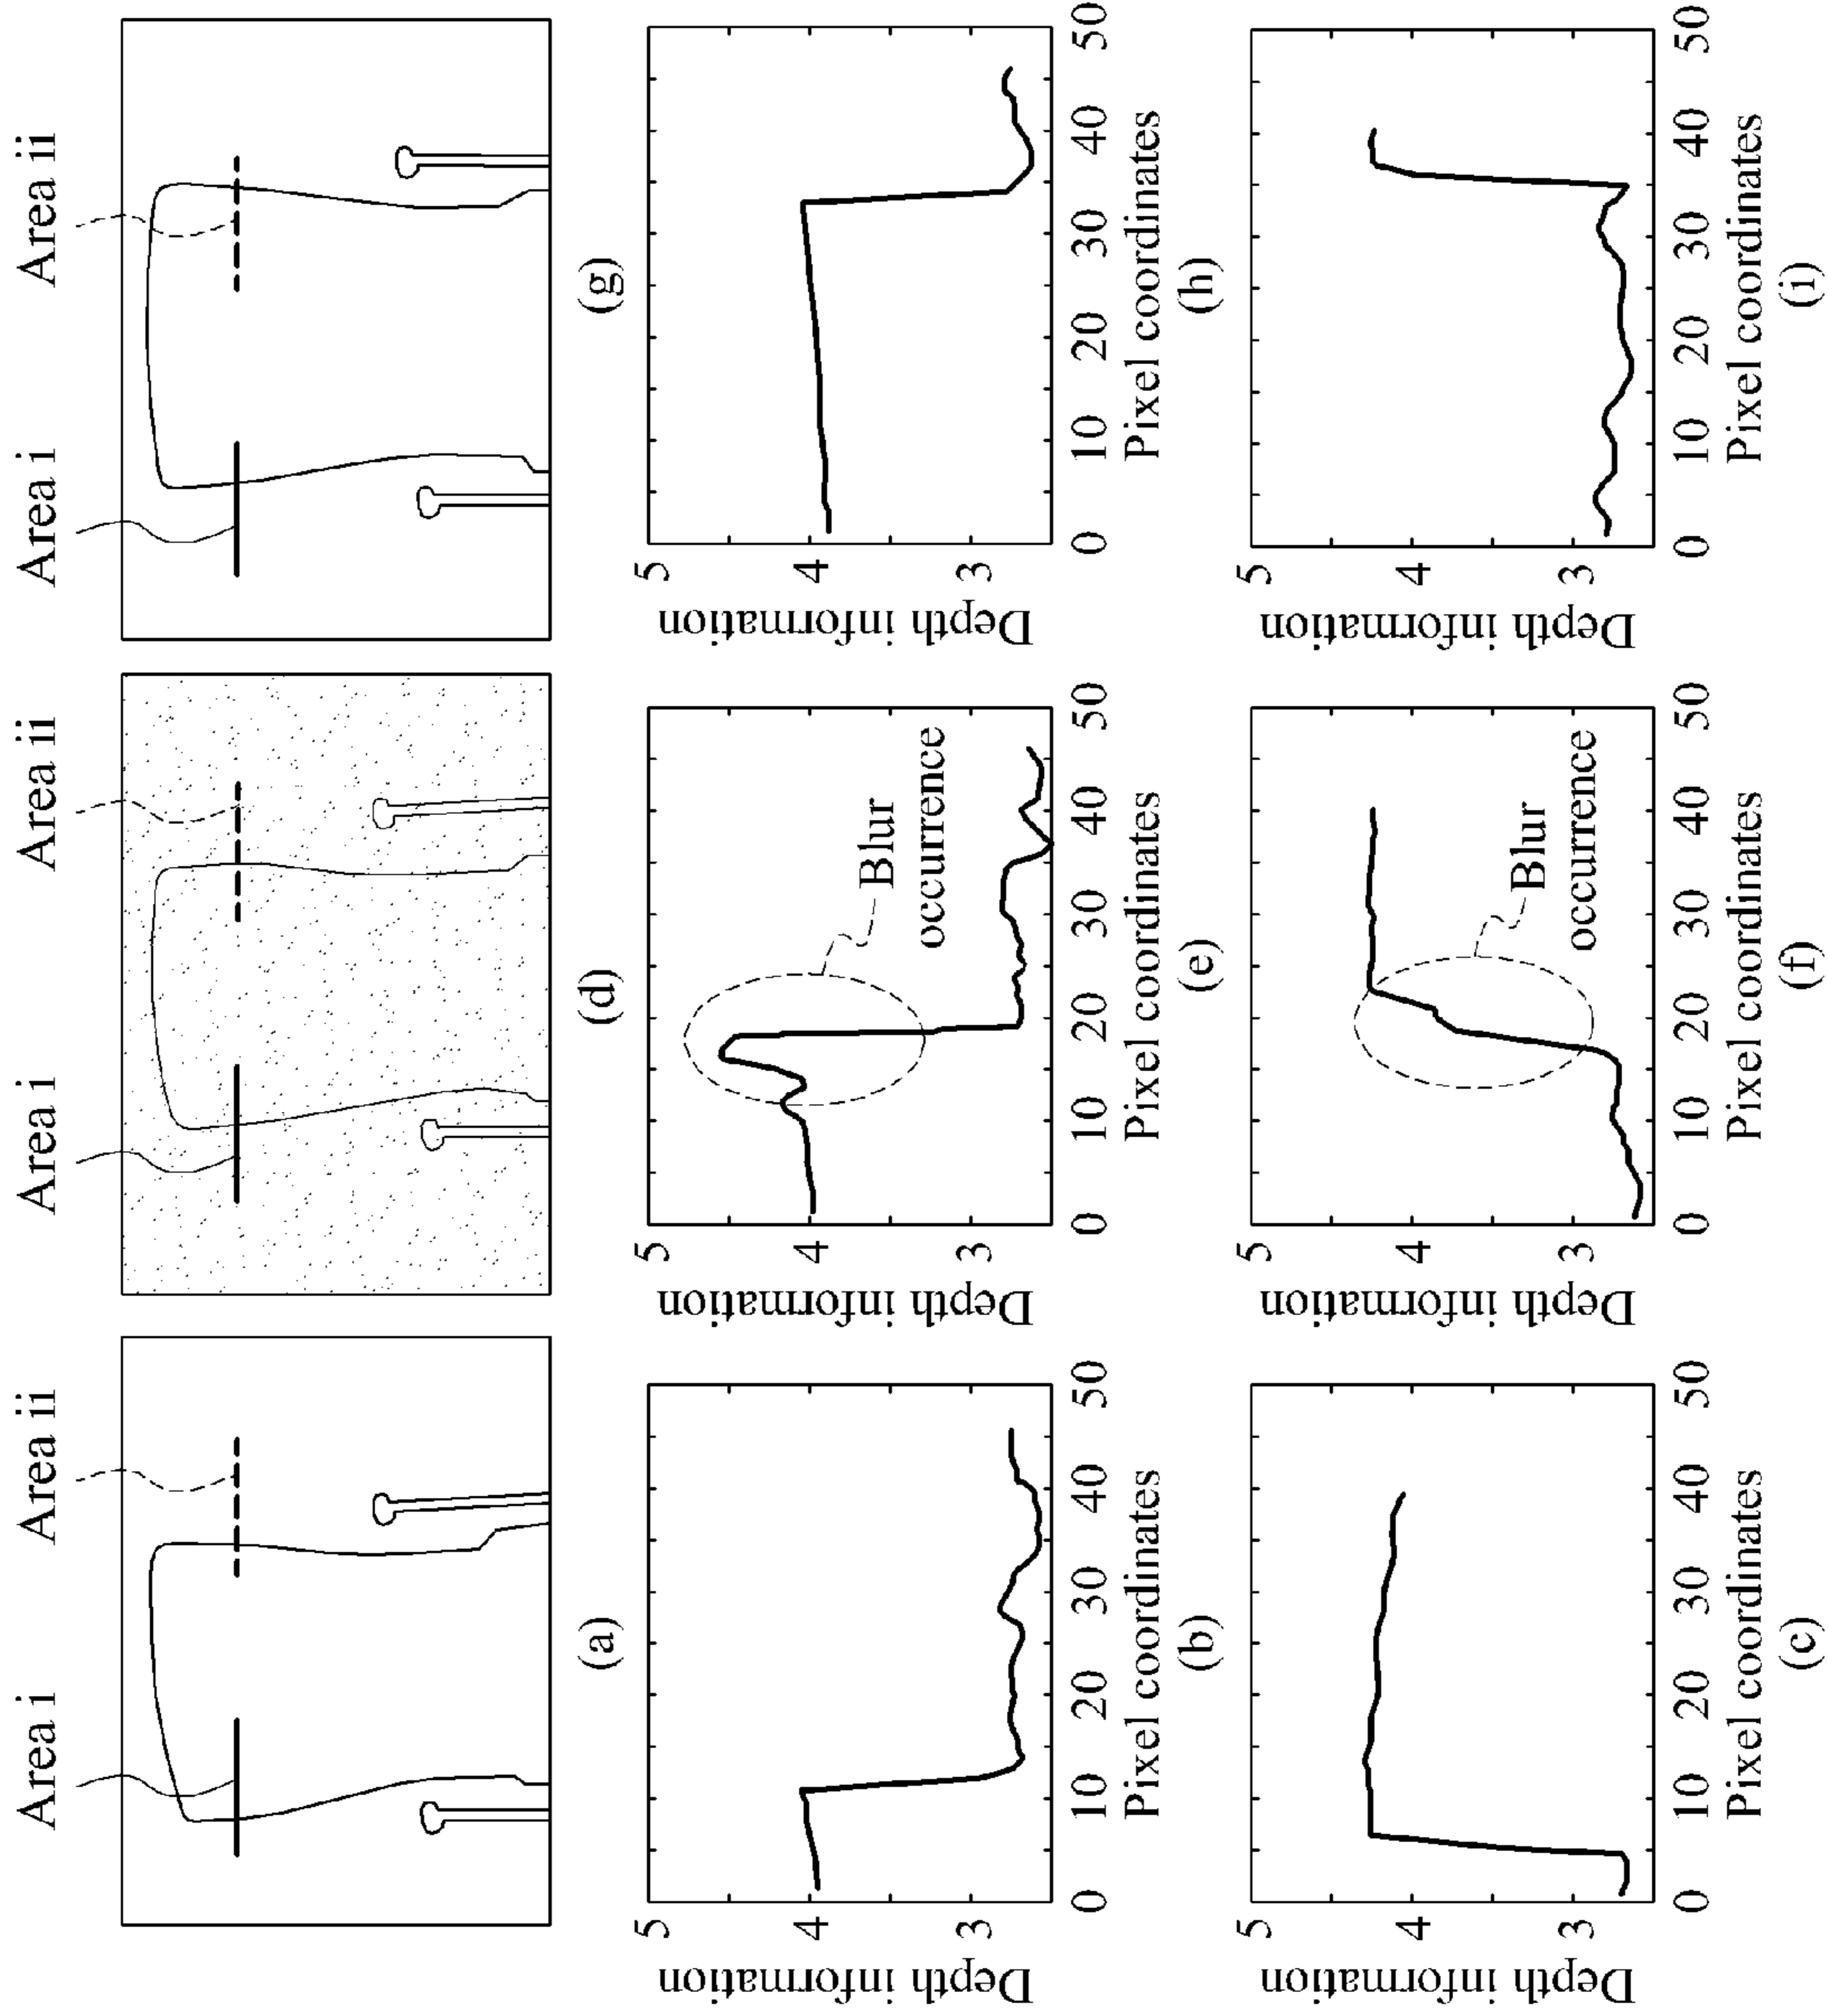 Area i
Area ii
Area i
Area ii
Area i
Area ii
(a)
(d)
(g)
Depth information
5
4
3
0 10 20 30 40 50
Pixel coordinates
(b)
Depth information
5
4
3
Blur
occurrence
0 10 20 30 40 50
Pixel coordinates
(e)
Depth information
5
4
3
0 10 20 30 40 50
Pixel coordinates
(h)
Depth information
5
4
3
0 10 20 30 40 50
Pixel coordinates
(c)
Depth information
5
4
3
Blur
occurrence
0 10 20 30 40 50
Pixel coordinates
(f)
Depth information
5
4
3
0 10 20 30 40 50
Pixel coordinates
(i)